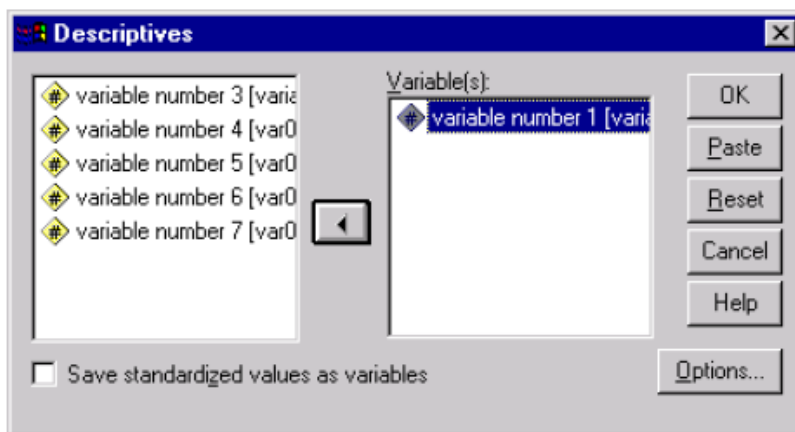 Descriptives
variable number 3 [varia
variable number 4 [var0
variable number 5 [var0
variable number 6 [var0
variable number 7 [var0
Variable(s):
variable number 1 [varia
OK
Paste
Reset
Cancel
Help
Save standardized values as variables
Options...